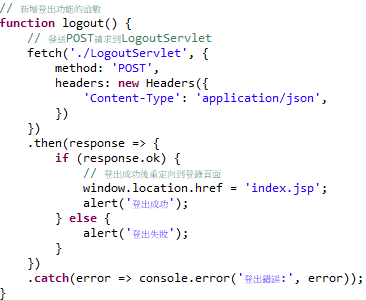 // 新增登出功能的函數
function logout() {
    // 發送POST請求到LogoutServlet
    fetch('./LogoutServlet', {
        method: 'POST',
        headers: new Headers({
            'Content-Type': 'application/json',
        })
    })
    .then(response => {
        if (response.ok) {
            // 登出成功後重定向到登錄頁面
            window.location.href = 'index.jsp';
            alert('登出成功');
        } else {
            alert('登出失敗');
        }
    })
    .catch(error => console.error('登出錯誤:', error));
}